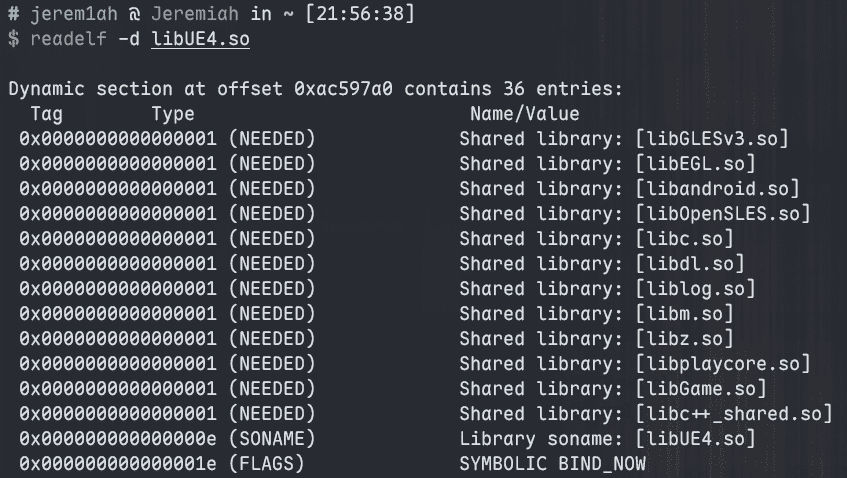 # jerem1ah @ Jeremiah in ~ [21:56:38]
$ readelf -d libUE4.so
Dynamic section at offset 0xac597a0 contains 36 entries:
Tag Type Name/Value
0x0000000000000001 (NEEDED) Shared library: [libGLESv3.so]
0x0000000000000001 (NEEDED) Shared library: [libEGL.so]
0x0000000000000001 (NEEDED) Shared library: [libandroid.so]
0x0000000000000001 (NEEDED) Shared library: [libOpenSLES.so]
0x0000000000000001 (NEEDED) Shared library: [libc.so]
0x0000000000000001 (NEEDED) Shared library: [libdl.so]
0x0000000000000001 (NEEDED) Shared library: [liblog.so]
0x0000000000000001 (NEEDED) Shared library: [libm.so]
0x0000000000000001 (NEEDED) Shared library: [libz.so]
0x0000000000000001 (NEEDED) Shared library: [libplaycore.so]
0x0000000000000001 (NEEDED) Shared library: [libGame.so]
0x0000000000000001 (NEEDED) Shared library: [libc++_shared.so]
0x000000000000000e (SONAME) Library soname: [libUE4.so]
0x000000000000001e (FLAGS) SYMBOLIC BIND_NOW